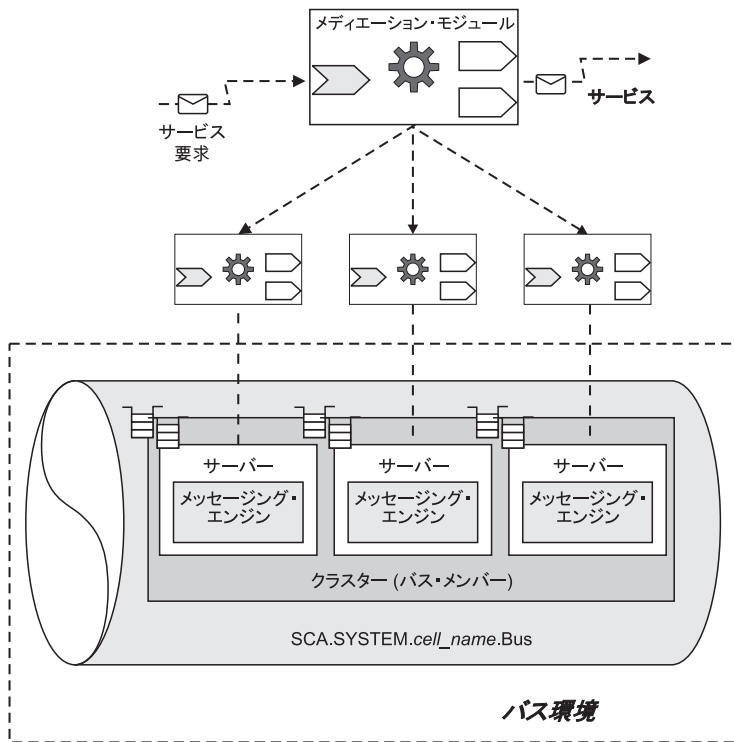 メディエーション・モジュール
サービス
要求
サービス
サーバー
メッセージング・
エンジン
サーバー
メッセージング・
エンジン
サーバー
メッセージング・
エンジン
クラスター (バス・メンバー)
SCA.SYSTEM.cell_name.Bus
バス環境